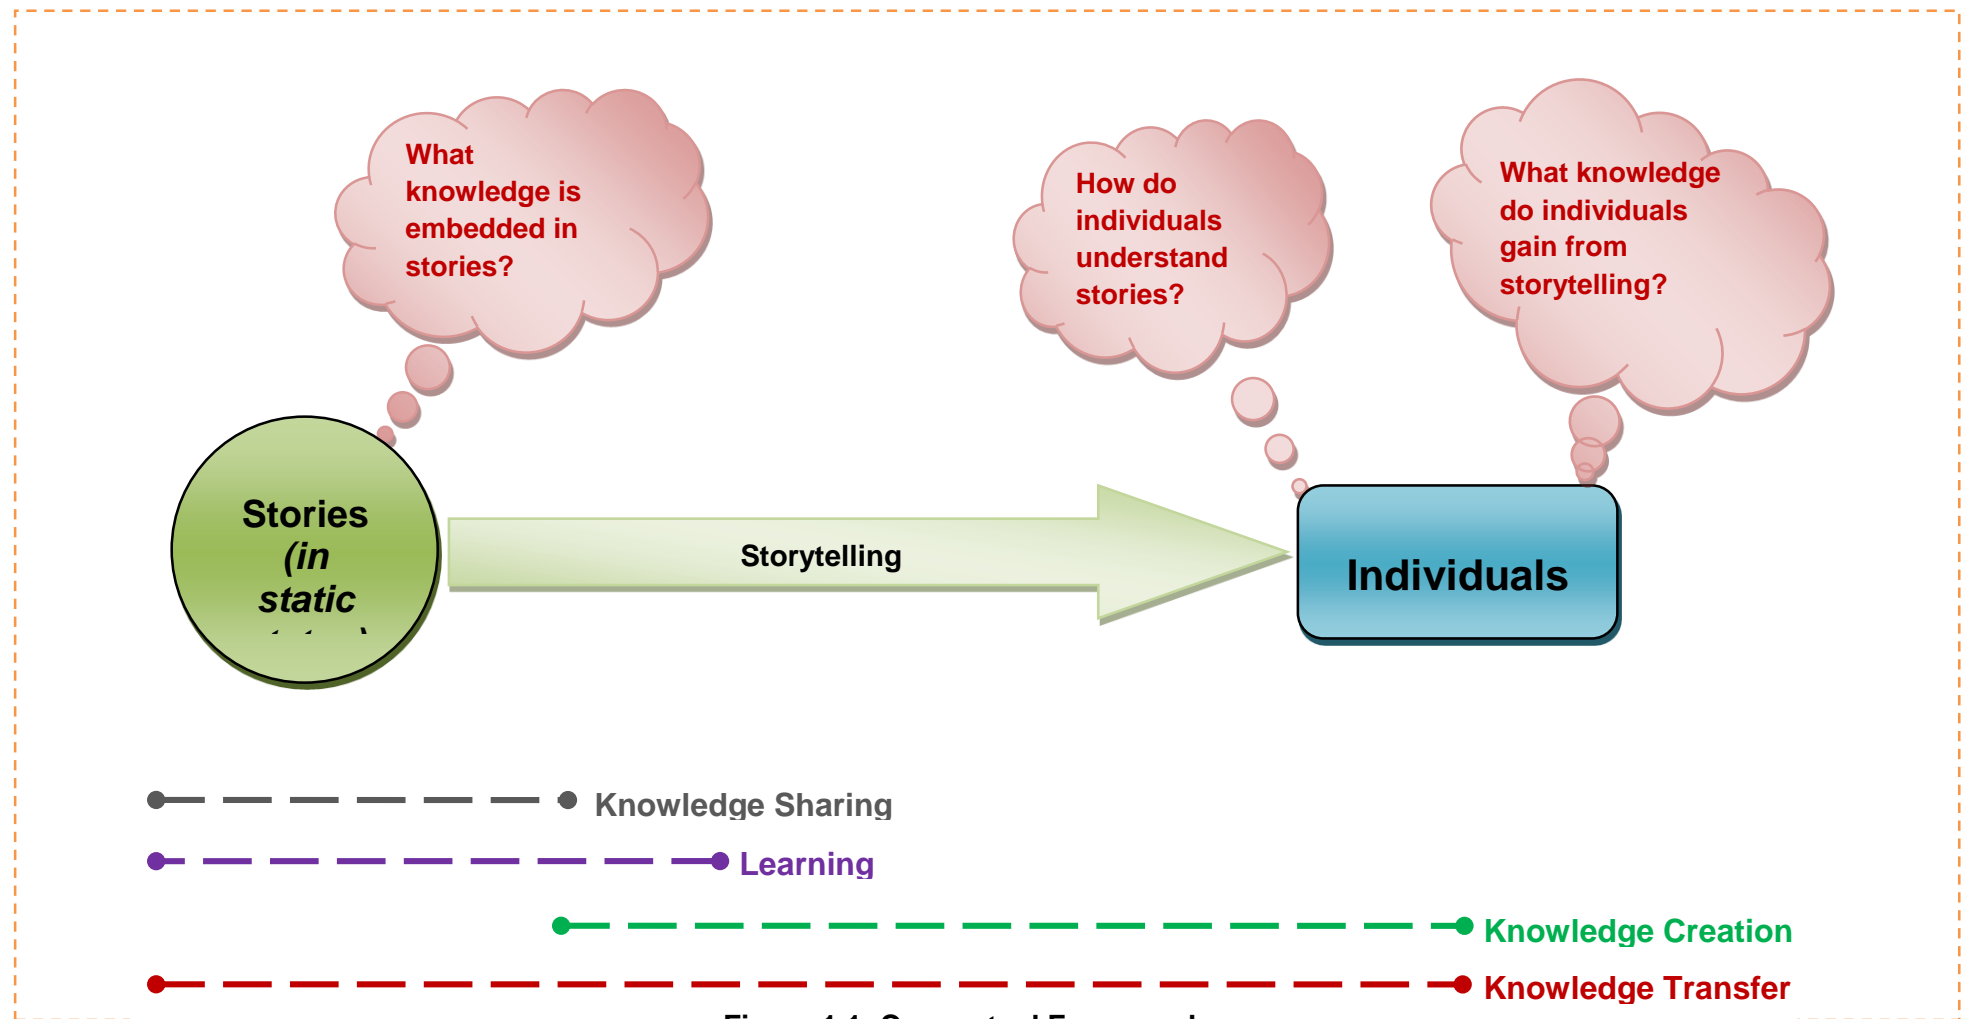 What
knowledge is
embedded in
stories?
How do
individuals
understand
stories?
What knowledge
do individuals
gain from
storytelling?
Stories
(in
static
Storytelling
Individuals
Knowledge Sharing
Learning
Knowledge Creation
Knowledge Transfer